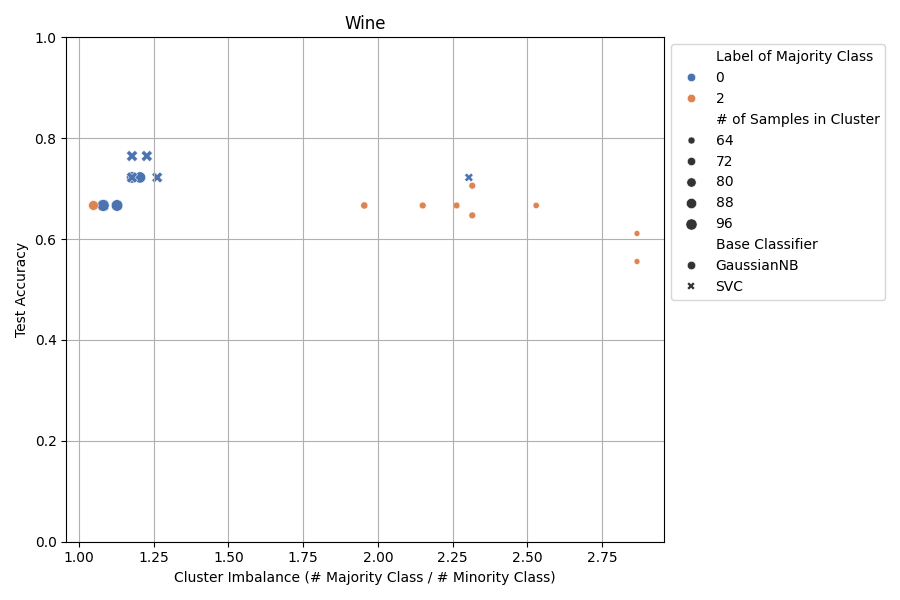 Wine
Test Accuracy
1.0
0.8
0.6
0.4
0.2
0.0
1.00 1.25 1.50 1.75 2.00 2.25 2.50 2.75
Cluster Imbalance (# Majority Class / # Minority Class)
Label of Majority Class
0
2
# of Samples in Cluster
64
72
80
88
96
Base Classifier
GaussianNB
SVC